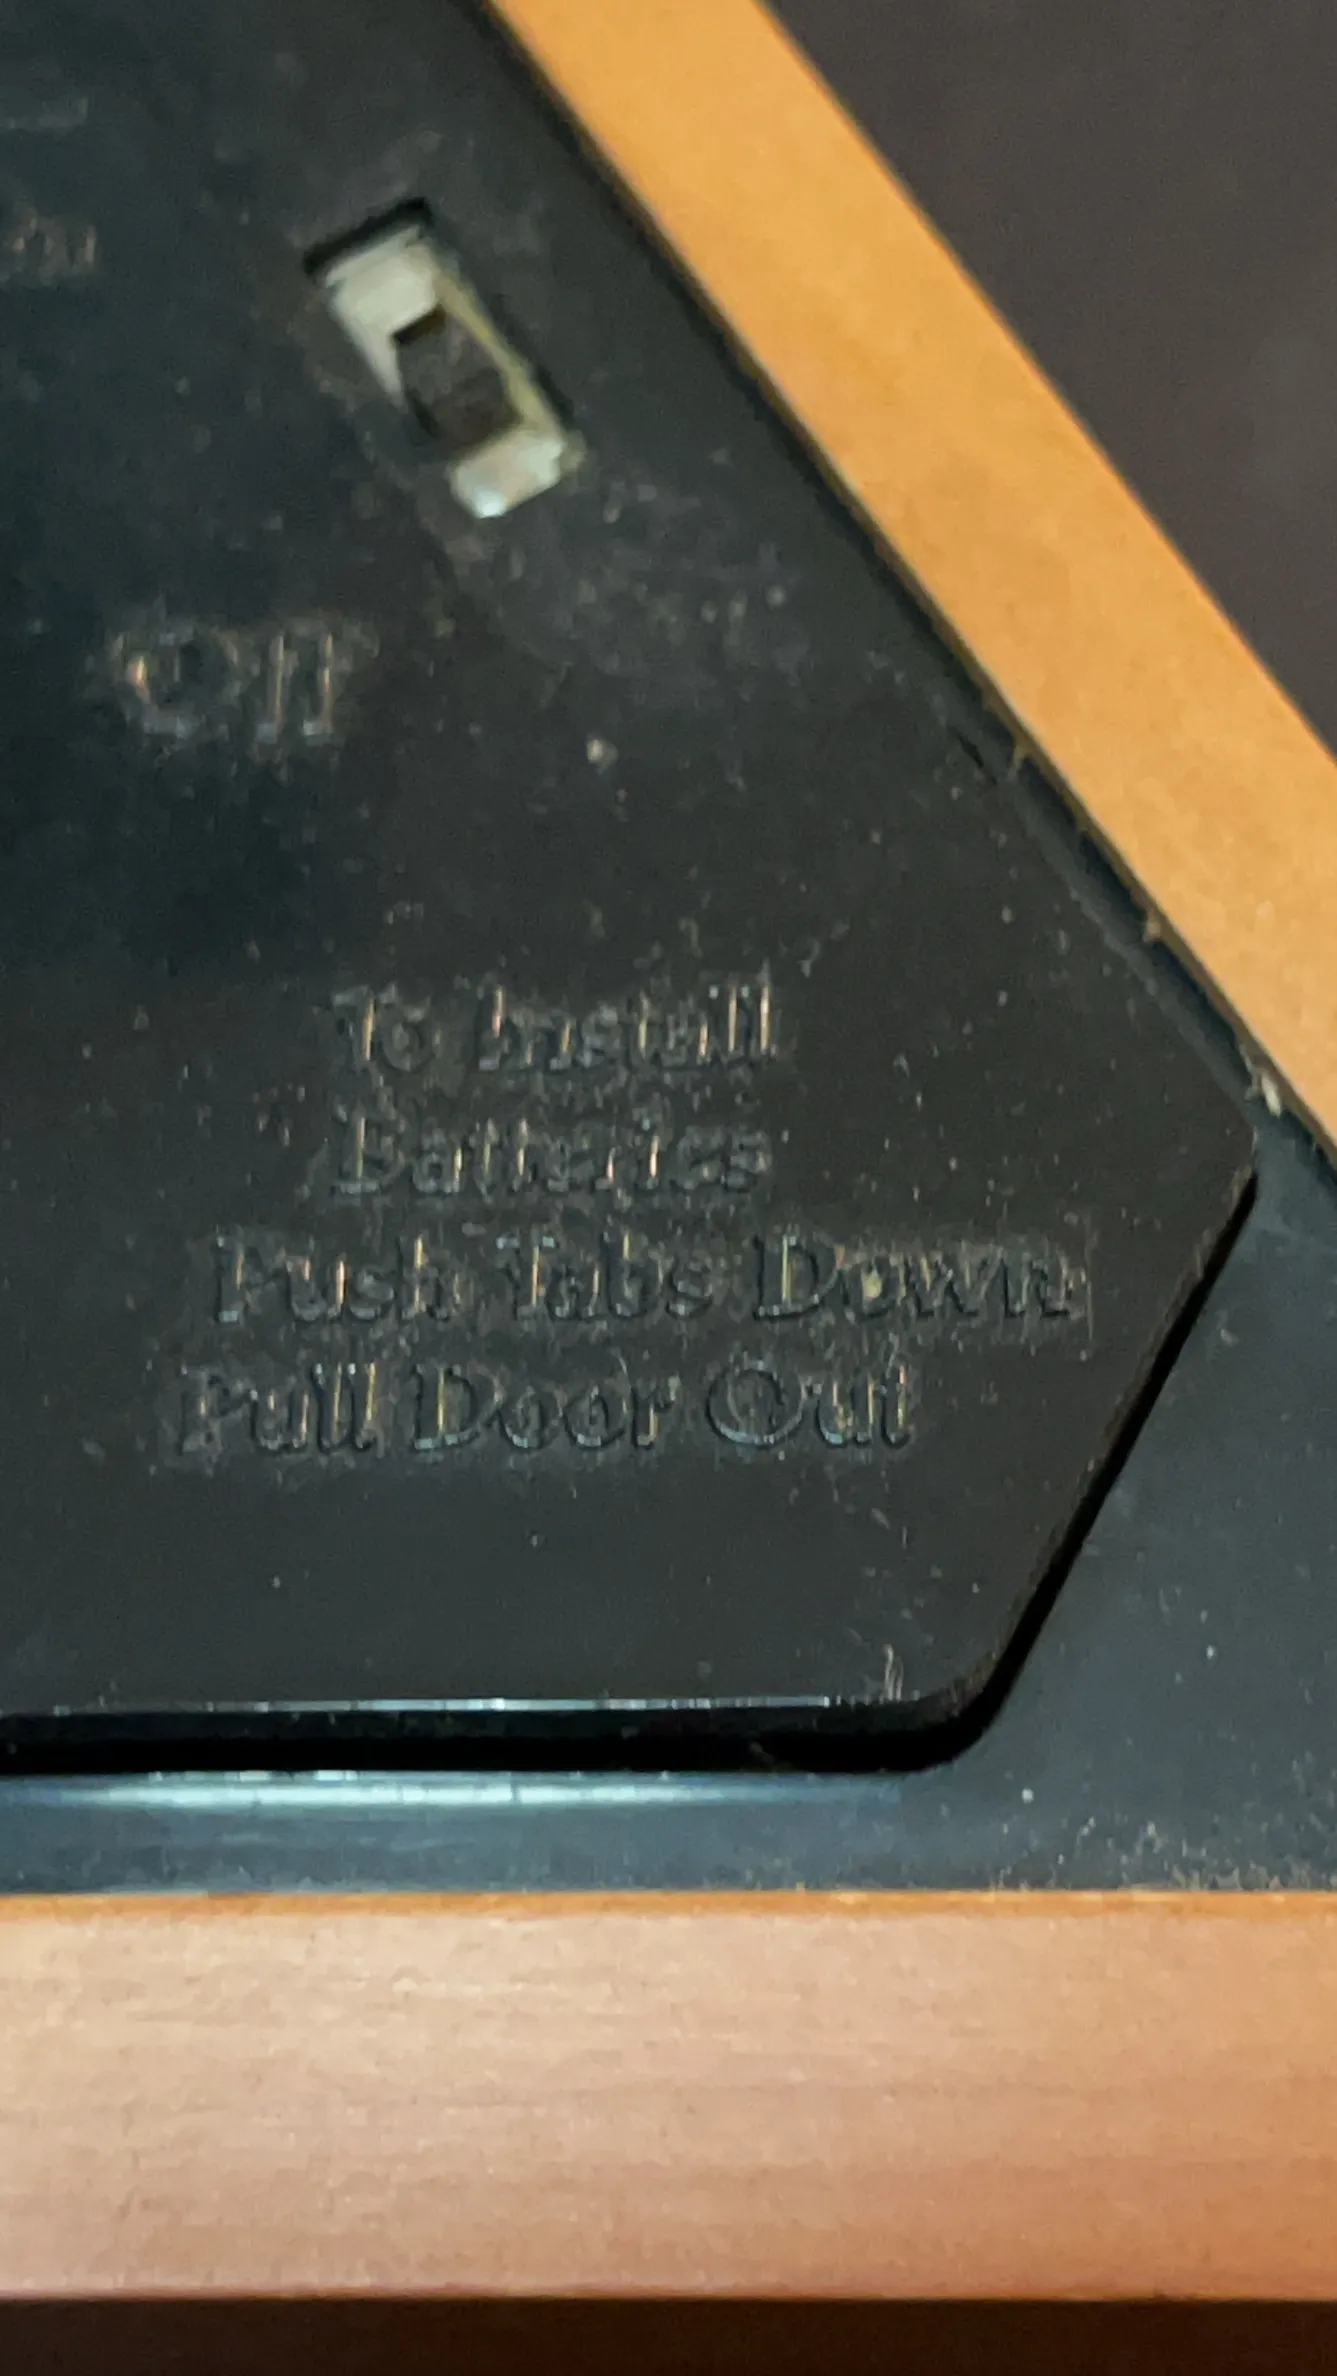 Off
To Install
Batteries
Push Tabs Down
Pull Door Out